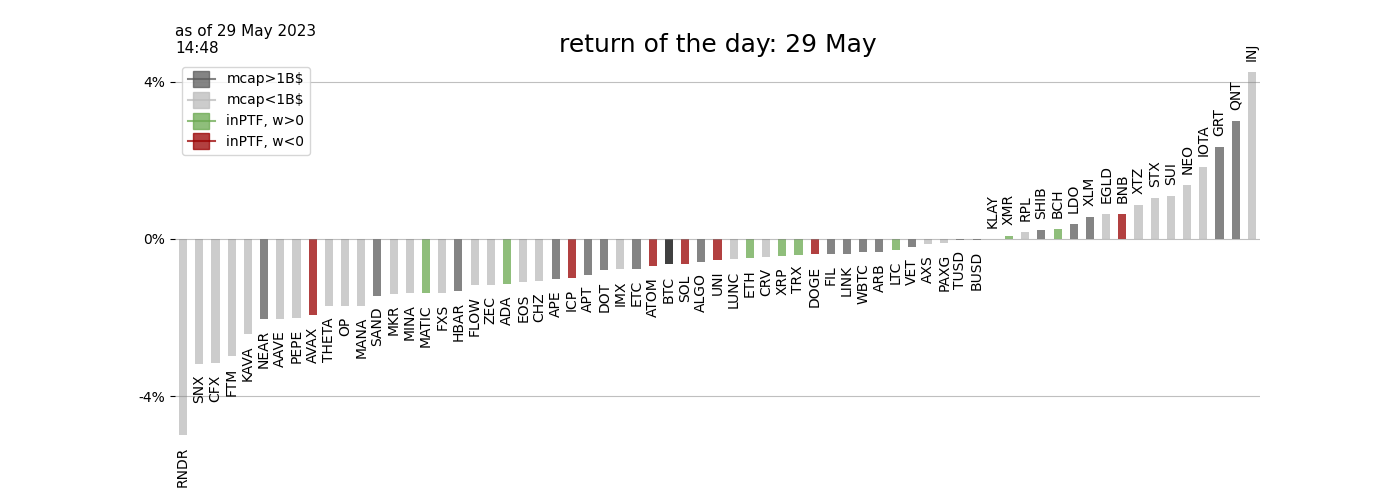 as of 29 May 2023
14:48
return of the day: 29 May
mcap>1B$
mcap<1B$
inPTF, w>0
inPTF, w<0
4%
0%
-4%
RNDR
SNX
CFX
FTM
KAVA
NEAR
AAVE
PEPE
AVAX
THETA
OP
MANA
SAND
MKR
MINA
MATIC
FXS
HBAR
FLOW
ZEC
ADA
EOS
CHZ
APE
ICP
APT
DOT
IMX
ETC
ATOM
BTC
SOL
ALGO
UNI
LUNC
ETH
CRV
XRP
TRX
DOGE
FIL
LINK
WBTC
ARB
LTC
VET
AXS
PAXG
TUSD
BUSD
KLAY
XMR
RPL
SHIB
BCH
LDO
XLM
EGLD
BNB
XTZ
STX
SUI
NEO
IOTA
GRT
QNT
INJ